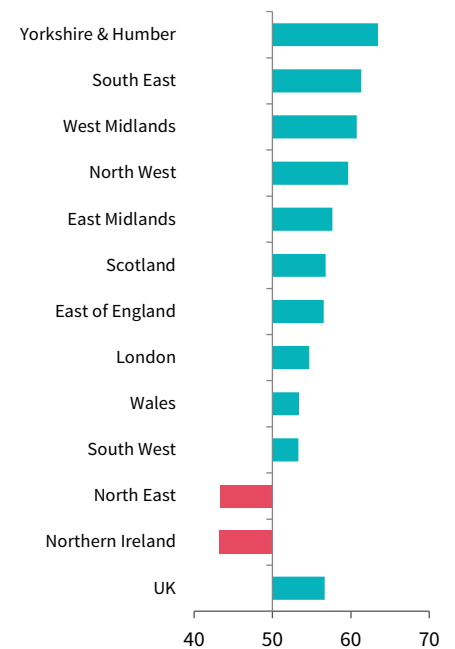 Yorkshire & Humber
South East
West Midlands
North West
East Midlands
Scotland
East of England
London
Wales
South West
North East
Northern Ireland
UK
40 50 60 70